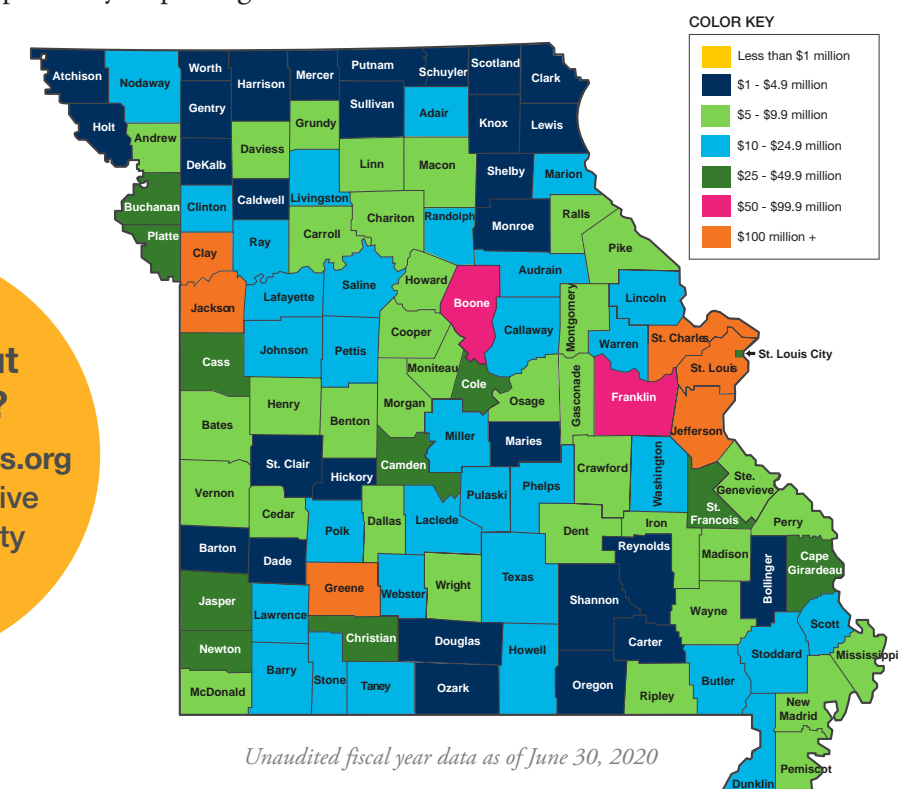 COLOR KEY
Less than $1 million
$1 - $4.9 million
$5 - $9.9 million
$10 - $24.9 million
$25 - $49.9 million
$50 - $99.9 million
$100 million +
Atchison
Nodaway
Worth
Harrison
Mercer
Putnam
Schuyler
Scotland
Clark
Gentry
Sullivan
Adair
Knox
Lewis
Holt
Andrew
DeKalb
Daviess
Grundy
Linn
Macon
Shelby
Marion
Buchanan
Clinton
Caldwell
Livingston
Chariton
Randolph
Monroe
Ralls
Pike
Platte
Clay
Ray
Carroll
Howard
Boone
Audrain
Jackson
Lafayette
Saline
Cooper
Callaway
Montgomery
Lincoln
Warren
St. Charles
St. Louis City
St. Louis
Cass
Johnson
Pettis
Moniteau
Cole
Osage
Gasconade
Franklin
Jefferson
ut
?
s.org
ive
ty
Bates
Henry
Benton
Morgan
Miller
Maries
St. Clair
Hickory
Camden
Crawford
Washington
Ste.
Genevieve
St.
Francois
Vernon
Cedar
Polk
Dallas
Laclede
Pulaski
Phelps
Dent
Iron
Perry
Barton
Dade
Reynolds
Madison
Bollinger
Cape
Girardeau
Jasper
Lawrence
Greene
Webster
Wright
Texas
Shannon
Wayne
Scott
Newton
Christian
Douglas
Howell
Carter
Stoddard
Mississippi
McDonald
Barry
Stone
Taney
Ozark
Oregon
Ripley
Butler
New
Madrid
Pemiscot
Dunklin
Unaudited fiscal year data as of June 30, 2020